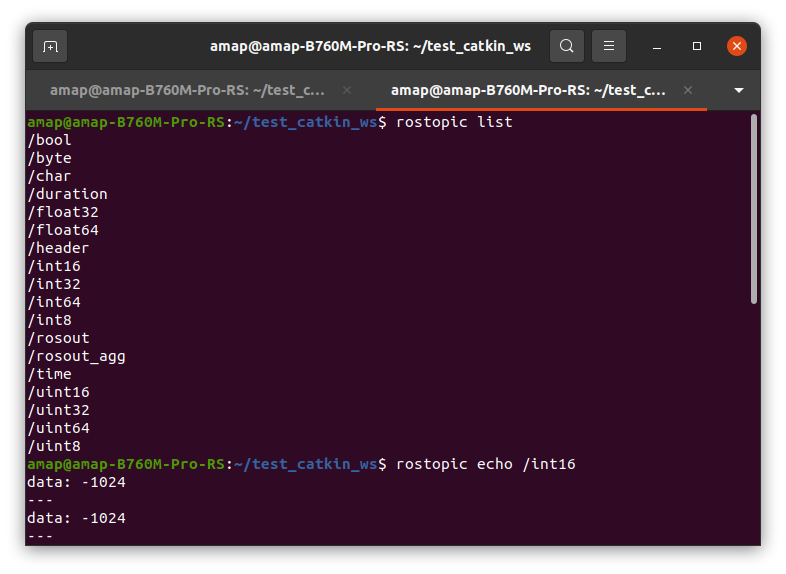 amap@amap-B760M-Pro-RS: ~/test_catkin_ws
amap@amap-B760M-Pro-RS: ~/test_c...
amap@amap-B760M-Pro-RS: ~/test_c...
amap@amap-B760M-Pro-RS:~/test_catkin_ws$ rostopic list
/bool
/byte
/char
/duration
/float32
/float64
/header
/int16
/int32
/int64
/int8
/rosout
/rosout_agg
/time
/uint16
/uint32
/uint64
/uint8
amap@amap-B760M-Pro-RS:~/test_catkin_ws$ rostopic echo /int16
data: -1024
---
data: -1024
---